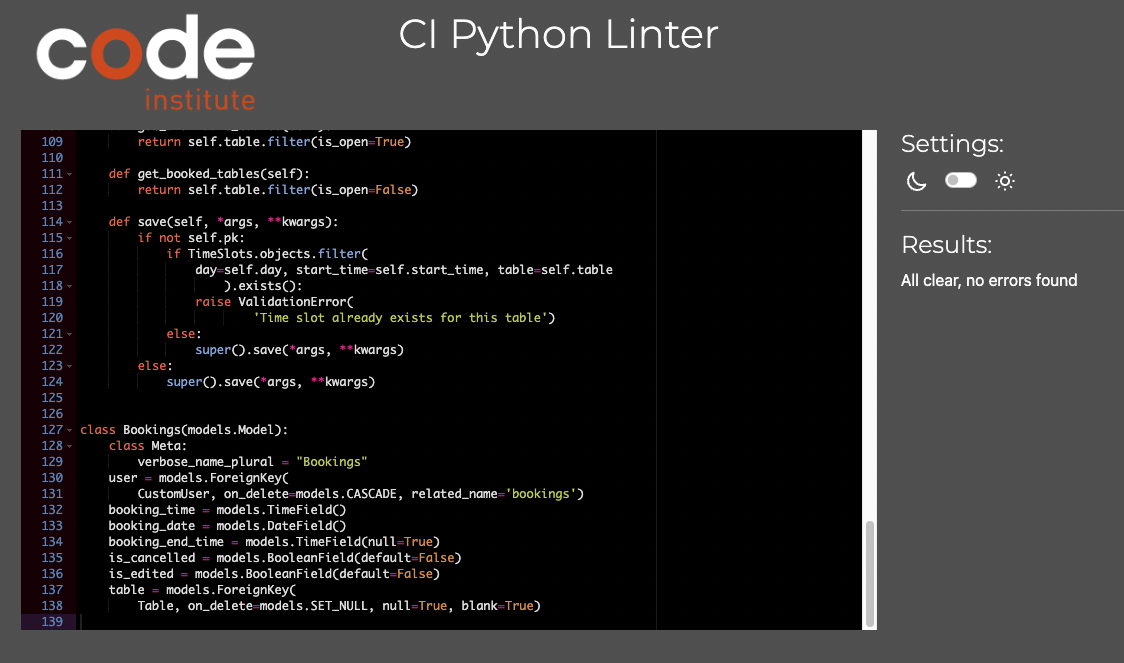 code
institute
CI Python Linter
109 return self.table.filter(is_open=True)
110
111 def get_booked_tables(self):
112 return self.table.filter(is_open=False)
113
114 def save(self, *args, **kwargs):
115 if not self.pk:
116 if TimeSlots.objects.filter(
117 day=self.day, start_time=self.start_time, table=self.table
118 ).exists():
119 raise ValidationError(
120 'Time slot already exists for this table')
121 else:
122 super().save(*args, **kwargs)
123 else:
124 super().save(*args, **kwargs)
125
126
127 class Bookings(models.Model):
128 class Meta:
129 verbose_name_plural = "Bookings"
130 user = models.ForeignKey(
131 CustomUser, on_delete=models.CASCADE, related_name='bookings')
132 booking_time = models.TimeField()
133 booking_date = models.DateField()
134 booking_end_time = models.TimeField(null=True)
135 is_cancelled = models.BooleanField(default=False)
136 is_edited = models.BooleanField(default=False)
137 table = models.ForeignKey(
138 Table, on_delete=models.SET_NULL, null=True, blank=True)
139
Settings:
Results:
All clear, no errors found